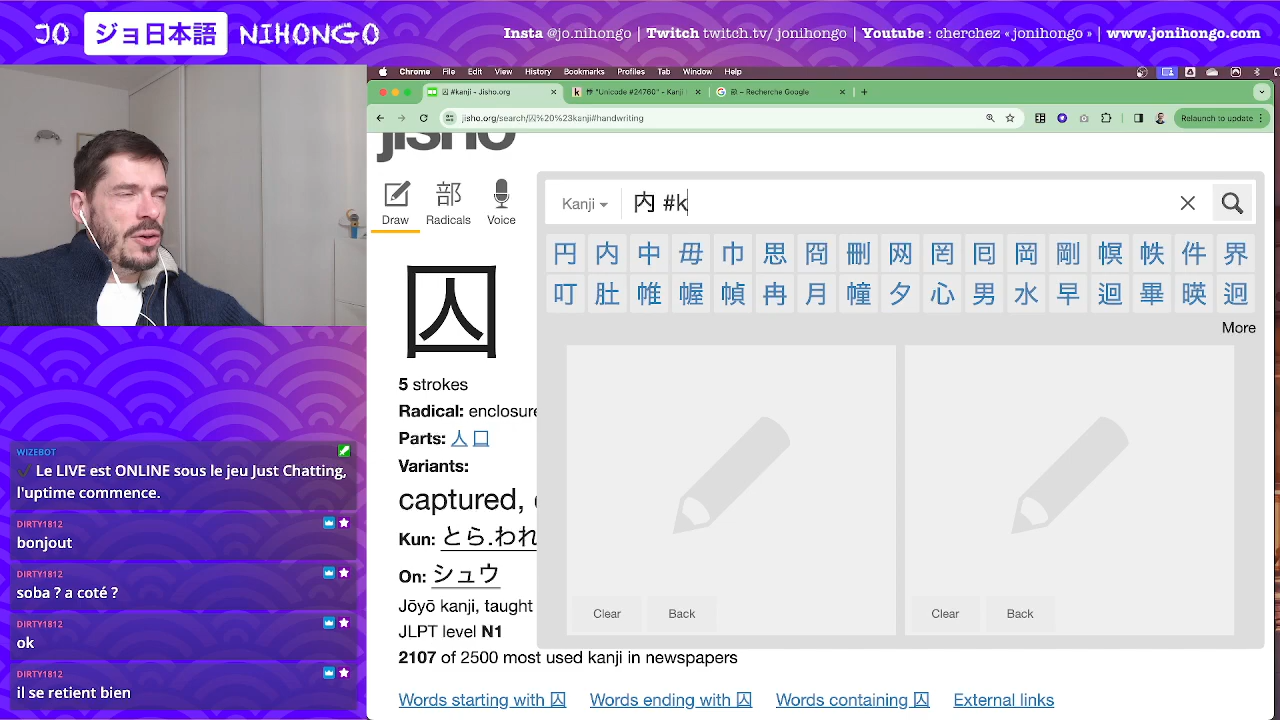 JO ジョ日本語 NIHONGO
Insta @jo.nihongo | Twitch twitch.tv/jonihongo | Youtube : cherchez «jonihongo » | www.jonihongo.com
Chrome File Edit View History Bookmarks Profiles Tab Window Help
囚 #kanji - Jisho.org
"Unicode #24760" - Kanji
– Recherche Google
jisho.org/search/囚%20%23kanji#handwriting
Relaunch to update
jisho
Draw Radicals Voice
Kanji 内 #k
円 内 中 毋 巾 思 冏 刪 网 罔 囘 岡 剛 幎 帙 件 界
叮 肚 帷 幄 幀 冉 月 幢 夕 心 男 水 早 迴 畢 暎 迥
More
囚
Clear Back Clear Back
5 strokes
Radical: enclosure
Parts: 人 囗
Variants:
captured,
Kun: とら.われ
On: シュウ
Jōyō kanji, taught
JLPT level N1
2107 of 2500 most used kanji in newspapers
Words starting with 囚 Words ending with 囚 Words containing 囚 External links
WIZEBOT
Le LIVE est ONLINE sous le jeu Just Chatting,
l'uptime commence.
DIRTY1812
bonjout
DIRTY1812
soba ? a coté ?
DIRTY1812
ok
DIRTY1812
il se retient bien